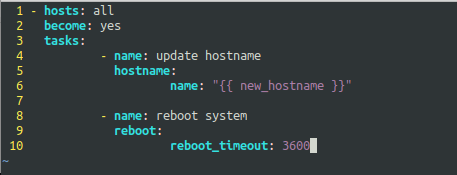 1 - hosts: all
2   become: yes
3   tasks:
4           - name: update hostname
5             hostname:
6                     name: "{{ new_hostname }}"
7
8           - name: reboot system
9             reboot:
10                     reboot_timeout: 3600
~